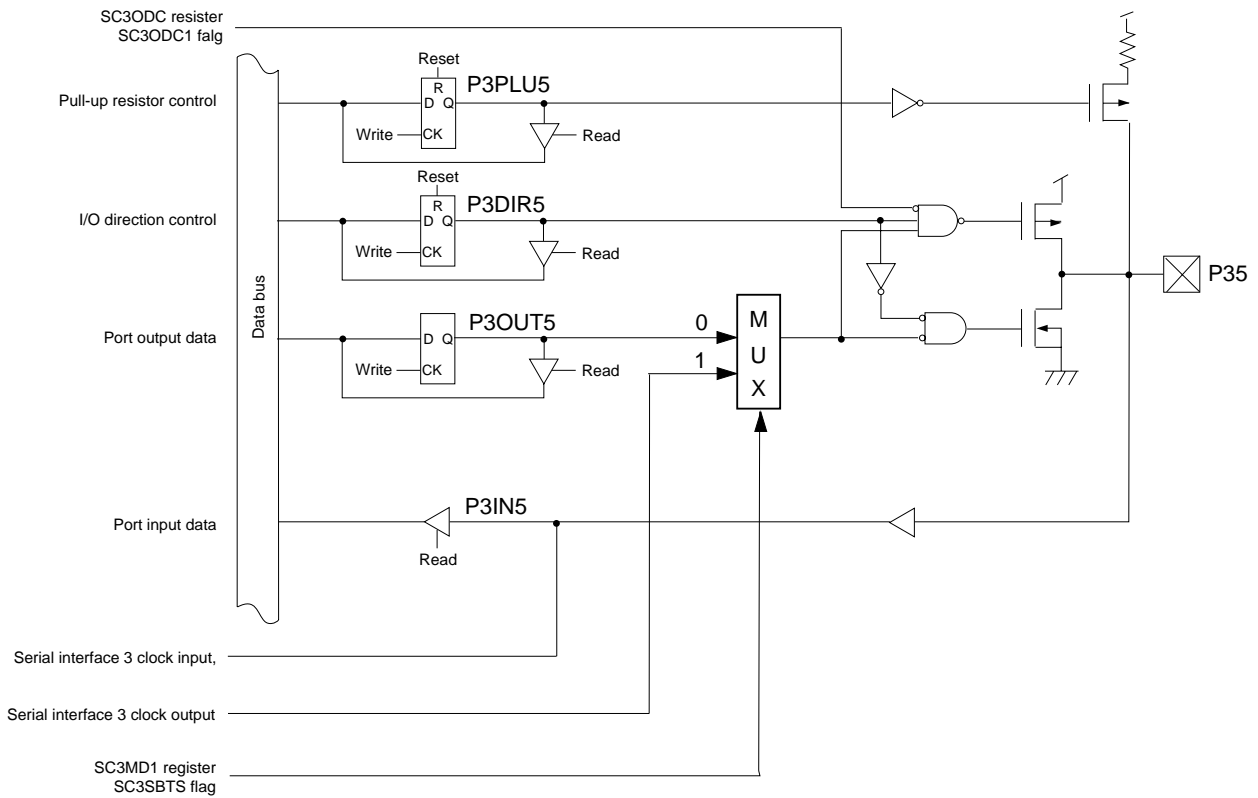 SC3ODC resister
SC3ODC1 falg
Reset
P3PLU5
R
Pull-up resistor control
D Q
Write
CK
Read
Reset
P3DIR5
R
I/O direction control
D Q
Write
CK
Read
P35
Data bus
P3OUT5
Port output data
D Q
0
M
U
X
Write
CK
Read
1
P3IN5
Port input data
Read
Serial interface 3 clock input,
Serial interface 3 clock output
SC3MD1 register
SC3SBTS flag